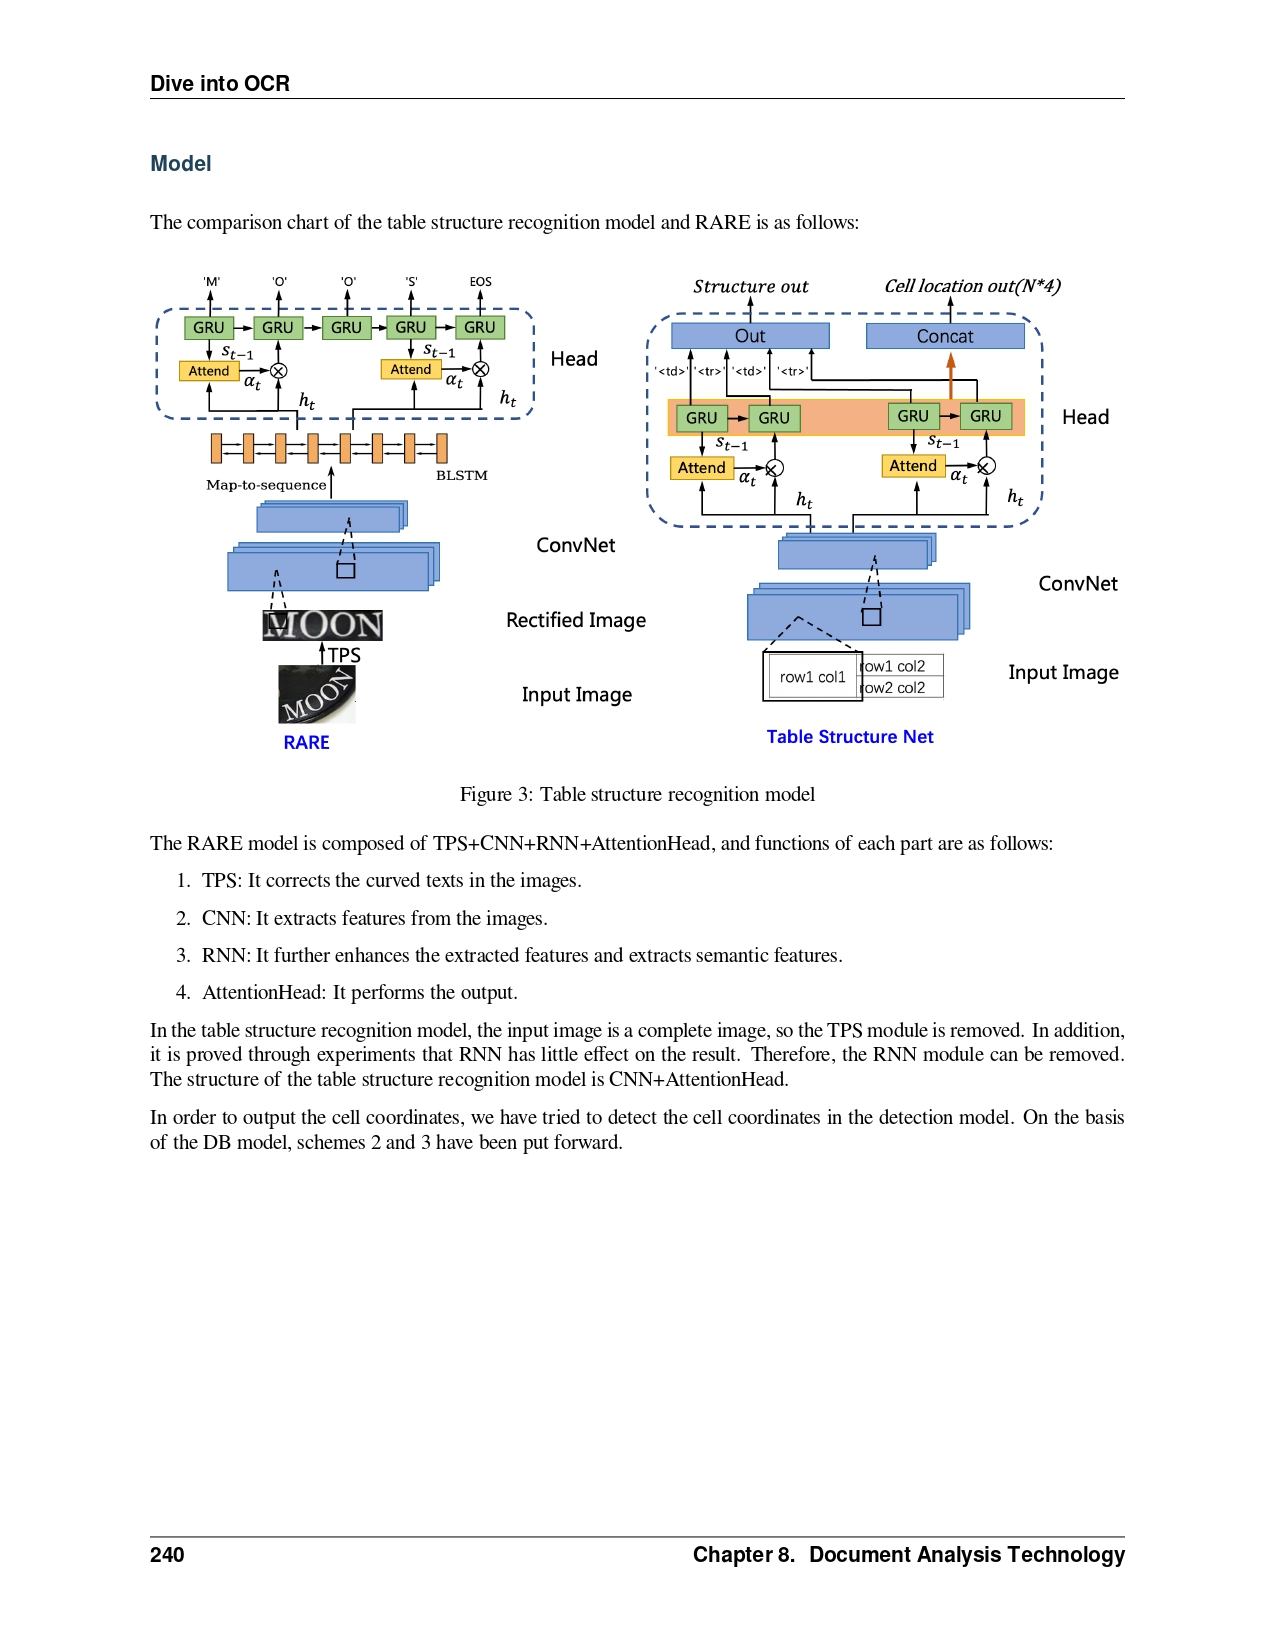 Dive into OCR
Model
The comparison chart of the table structure recognition model and RARE is as follows:
'M' 'O' 'O' 'S' EOS
GRU GRU GRU GRU GRU
Attend S_{t−1} α_t h_t
Attend S_{t−1} α_t h_t
Head
BLSTM
Map-to-sequence
ConvNet
MOON
Rectified Image
TPS
MOON
Input Image
RARE
Structure out
Cell location out(N*4)
Out
Concat
'<td>' '<tr>' '<td>' '<tr>'
GRU GRU GRU GRU
Head
Attend S_{t−1} α_t h_t
Attend S_{t−1} α_t h_t
ConvNet
row1 col1
row1 col2
row2 col2
Input Image
Table Structure Net
Figure 3: Table structure recognition model
The RARE model is composed of TPS+CNN+RNN+AttentionHead, and functions of each part are as follows:
1. TPS: It corrects the curved texts in the images.
2. CNN: It extracts features from the images.
3. RNN: It further enhances the extracted features and extracts semantic features.
4. AttentionHead: It performs the output.
In the table structure recognition model, the input image is a complete image, so the TPS module is removed. In addition,
it is proved through experiments that RNN has little effect on the result. Therefore, the RNN module can be removed.
The structure of the table structure recognition model is CNN+AttentionHead.
In order to output the cell coordinates, we have tried to detect the cell coordinates in the detection model. On the basis
of the DB model, schemes 2 and 3 have been put forward.
240
Chapter 8. Document Analysis Technology